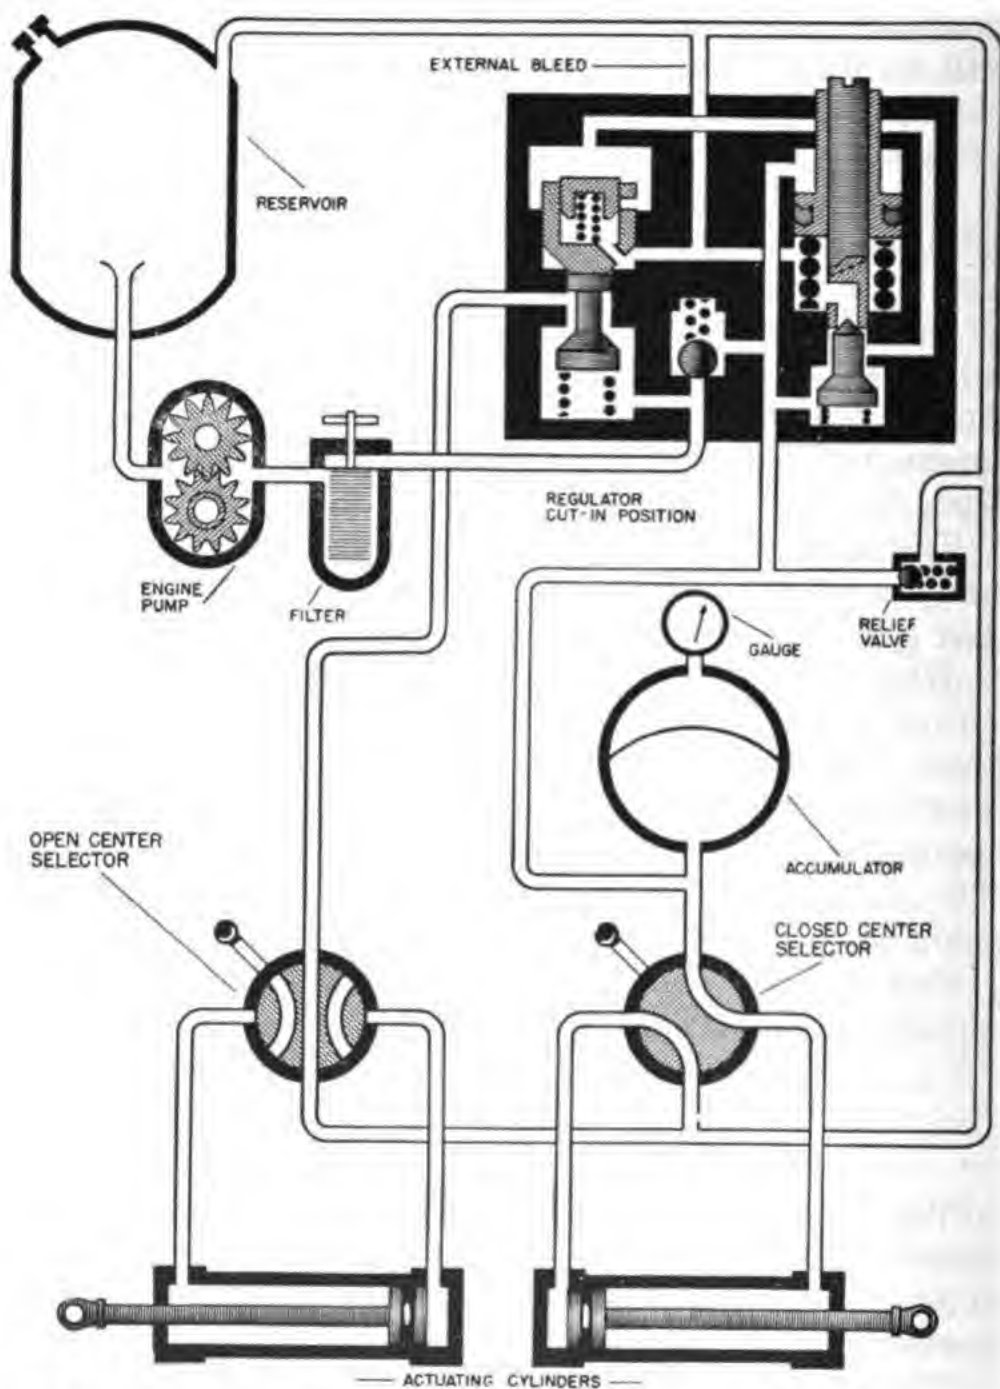 EXTERNAL BLEED
RESERVOIR
REGULATOR
CUT-IN POSITION
ENGINE
PUMP
FILTER
RELIEF
VALVE
GAUGE
ACCUMULATOR
OPEN CENTER
SELECTOR
CLOSED CENTER
SELECTOR
ACTUATING CYLINDERS